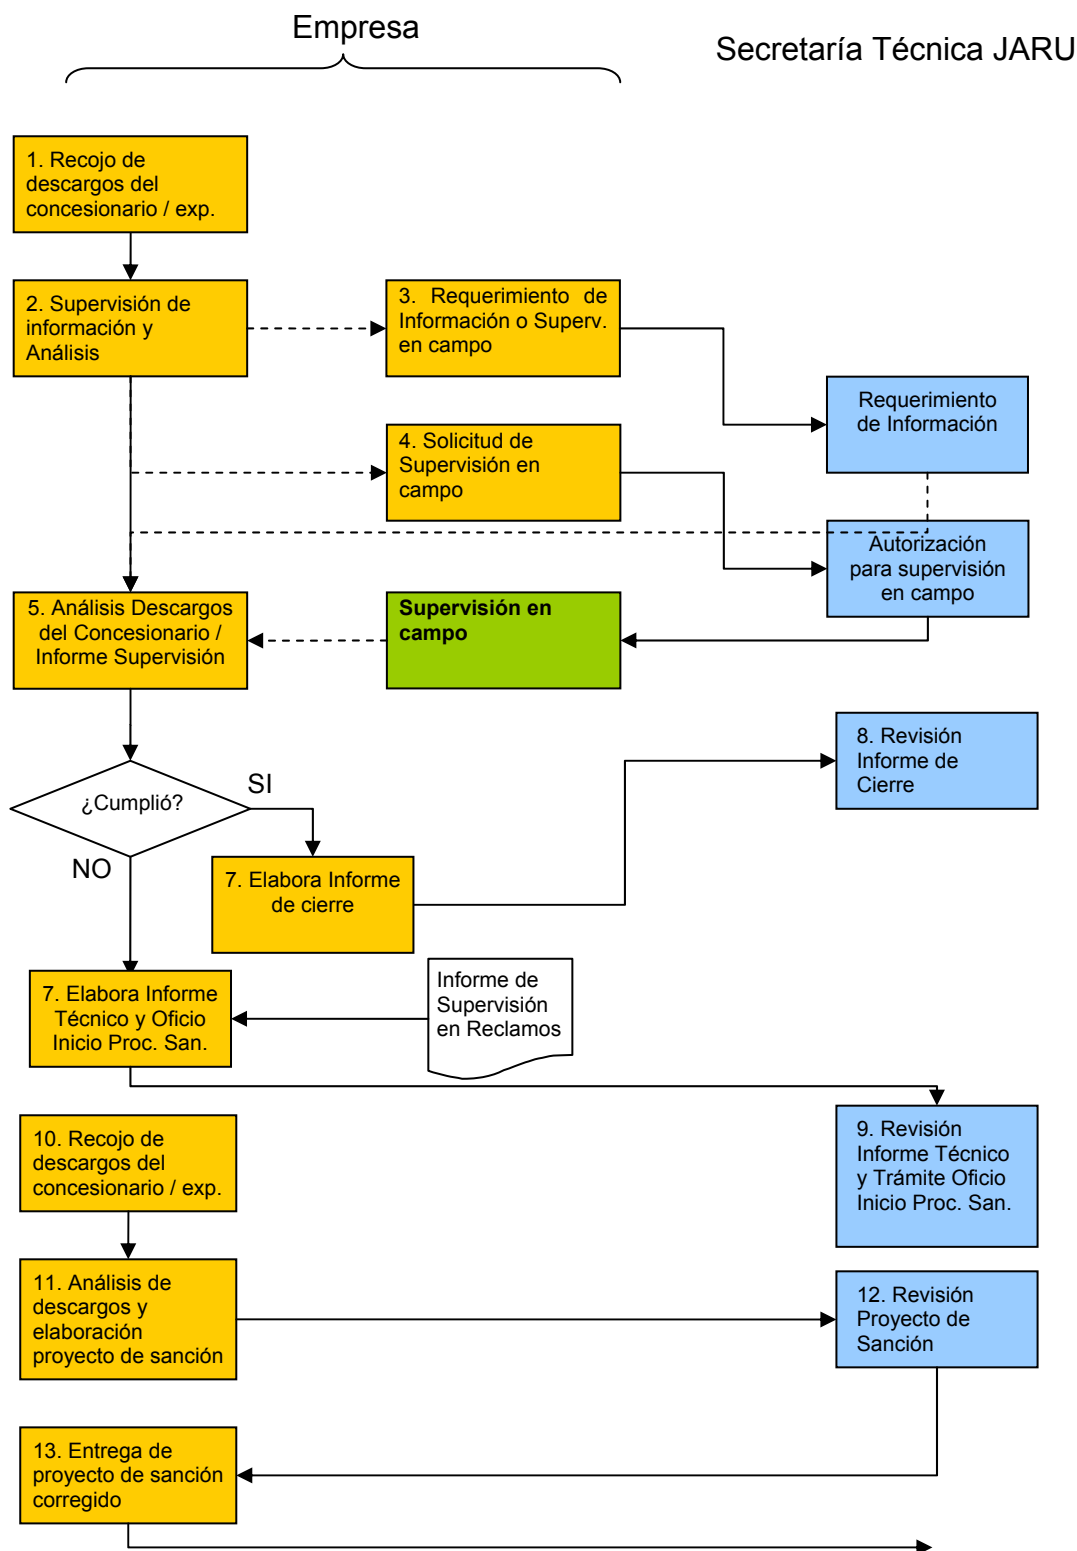 Empresa
Secretaría Técnica JARU
1. Recojo de
descargos del
concesionario / exp.
2. Supervisión de
información y
Análisis
3. Requerimiento de
Información o Superv.
en campo
Requerimiento
de Información
4. Solicitud de
Supervisión en
campo
Autorización
para supervisión
en campo
5. Análisis Descargos
del Concesionario /
Informe Supervisión
Supervisión en
campo
8. Revisión
Informe de
Cierre
¿Cumplió?
SI
NO
7. Elabora Informe
de cierre
7. Elabora Informe
Técnico y Oficio
Inicio Proc. San.
Informe de
Supervisión
en Reclamos
10. Recojo de
descargos del
concesionario / exp.
9. Revisión
Informe Técnico
y Trámite Oficio
Inicio Proc. San.
11. Análisis de
descargos y
elaboración
proyecto de sanción
12. Revisión
Proyecto de
Sanción
13. Entrega de
proyecto de sanción
corregido